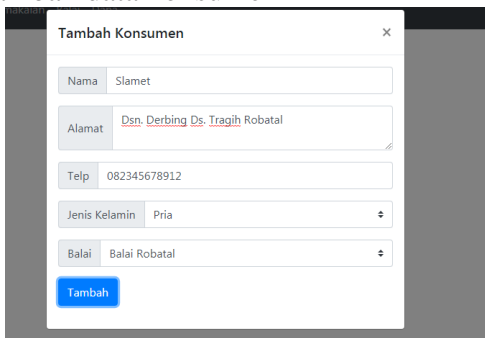 Tambah Konsumen ×
Nama Slamet
Alamat Dsn. Derbing Ds. Tragih Robatal
Telp 082345678912
Jenis Kelamin Pria
Balai Balai Robatal
Tambah